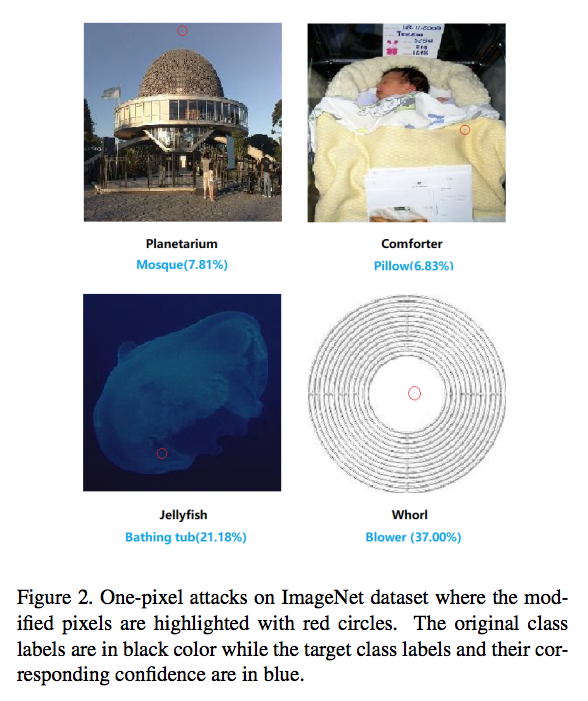 Planetarium
Mosque(7.81%)
Comforter
Pillow(6.83%)
Jellyfish
Bathing tub(21.18%)
Whorl
Blower (37.00%)
Figure 2. One-pixel attacks on ImageNet dataset where the mod-
ified pixels are highlighted with red circles. The original class
labels are in black color while the target class labels and their cor-
responding confidence are in blue.